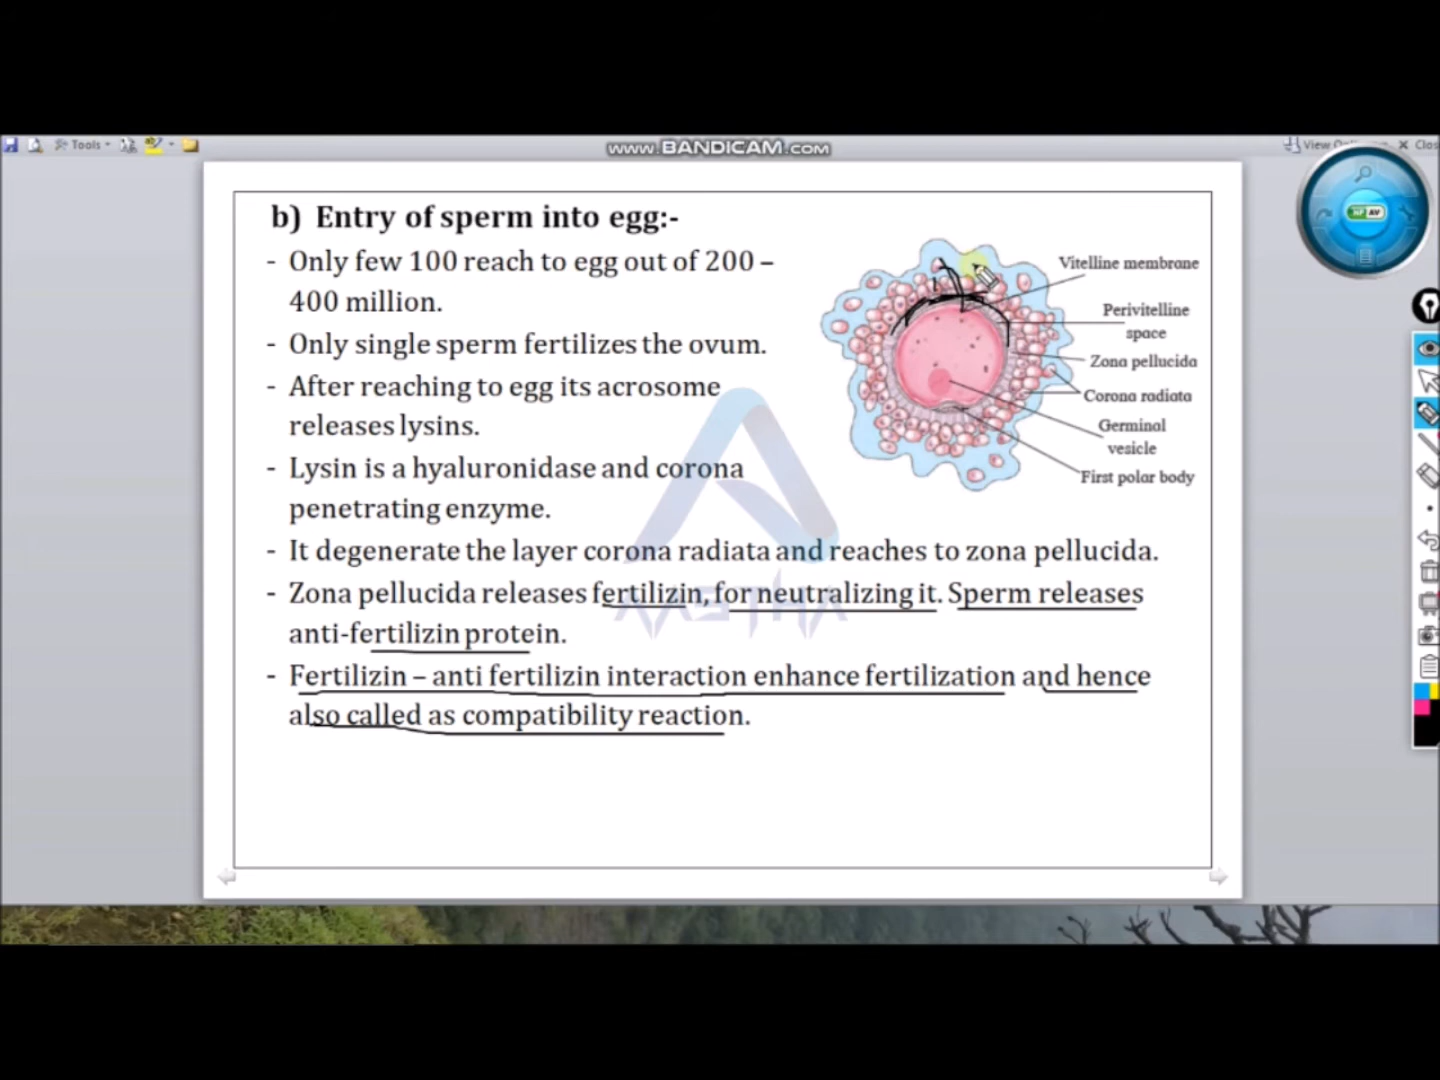 Tools
www.BANDICAM.com
b) Entry of sperm into egg:-
- Only few 100 reach to egg out of 200 –
400 million.
- Only single sperm fertilizes the ovum.
- After reaching to egg its acrosome
releases lysins.
- Lysin is a hyaluronidase and corona
penetrating enzyme.
- It degenerate the layer corona radiata and reaches to zona pellucida.
- Zona pellucida releases fertilizin, for neutralizing it. Sperm releases
anti-fertilizin protein.
- Fertilizin – anti fertilizin interaction enhance fertilization and hence
also called as compatibility reaction.
Vitelline membrane
Perivitelline
space
Zona pellucida
Corona radiata
Germinal
vesicle
First polar body
AASTHA
View
Clos